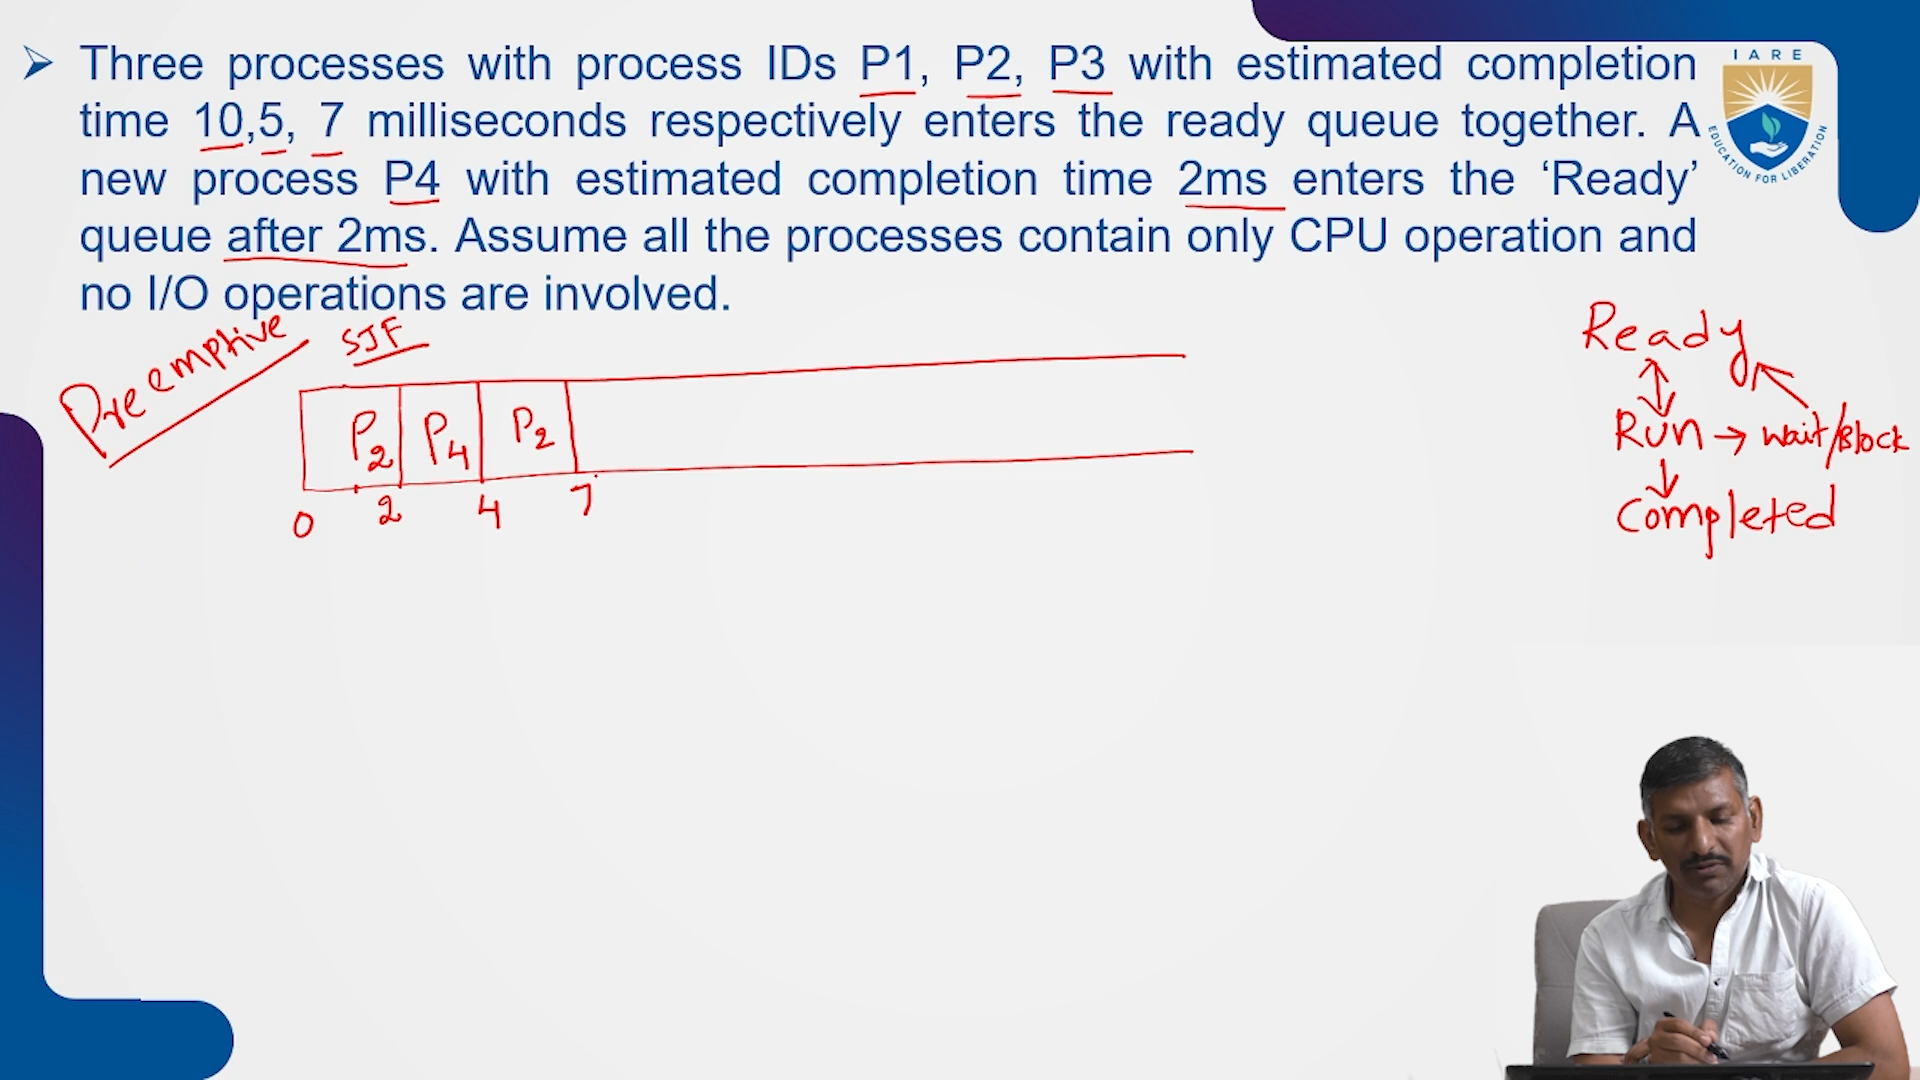 Three processes with process IDs P1, P2, P3 with estimated completion
time 10,5, 7 milliseconds respectively enters the ready queue together. A
new process P4 with estimated completion time 2ms enters the ‘Ready’
queue after 2ms. Assume all the processes contain only CPU operation and
no I/O operations are involved.
IARE
EDUCATION FOR LIBERATION
Preemptive
SJF
P2 P4 P2
0 2 4 7
Ready
Run → Wait/Block
Completed